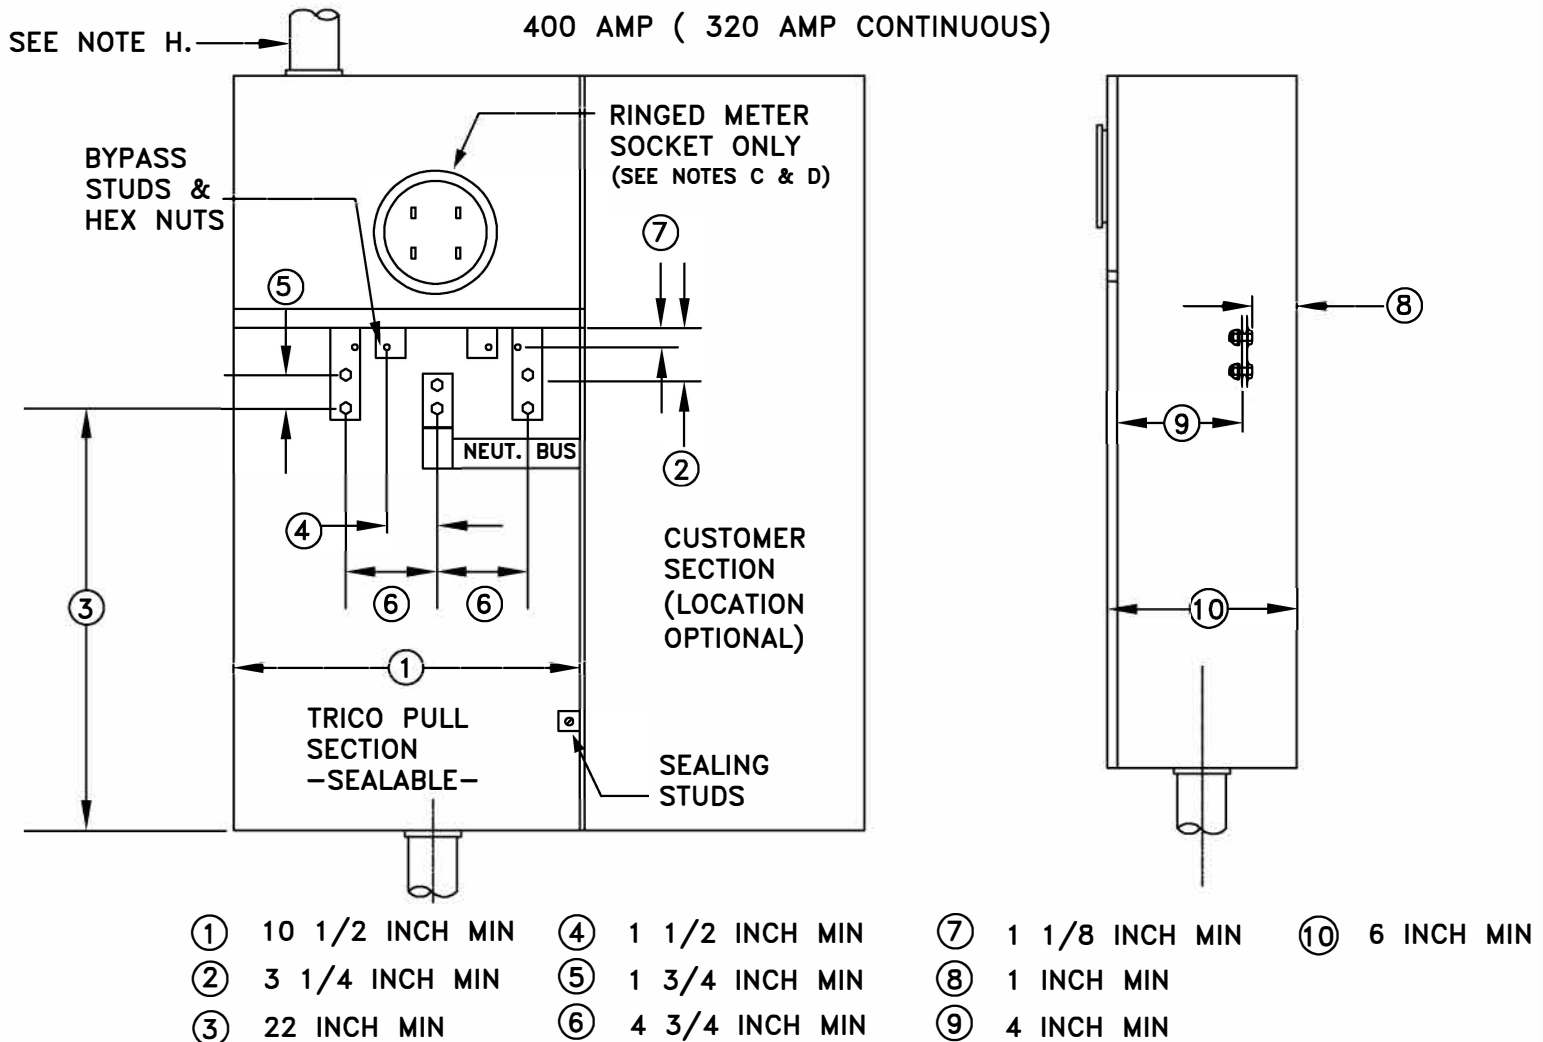 400 AMP ( 320 AMP CONTINUOUS)
SEE NOTE H.
RINGED METER
SOCKET ONLY
(SEE NOTES C & D)
BYPASS
STUDS &
HEX NUTS
7
5
8
9
NEUT. BUS
2
4
CUSTOMER
SECTION
(LOCATION
OPTIONAL)
6
6
3
10
1
TRICO PULL
SECTION
-SEALABLE-
SEALING
STUDS
1 10 1/2 INCH MIN
2 3 1/4 INCH MIN
3 22 INCH MIN
4 1 1/2 INCH MIN
5 1 3/4 INCH MIN
6 4 3/4 INCH MIN
7 1 1/8 INCH MIN
8 1 INCH MIN
9 4 INCH MIN
10 6 INCH MIN